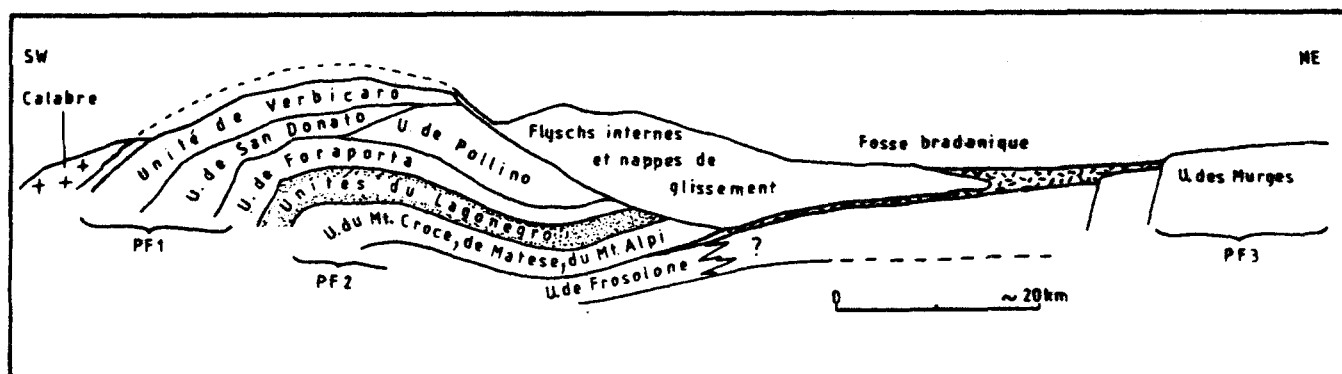 SW
NE
Calabre
Unité de Verbicaro
U. de San Donato
U. de Pollino
U. de Foraporta
Unités du Lagonegro
U. du Mt. Croce, de Matese, du Mt. Alpi
U. de Frosolone
?
Flyschs internes
et nappes de
glissement
Fosse bradanique
U. des Murges
PF1
PF2
PF3
0
~ 20km